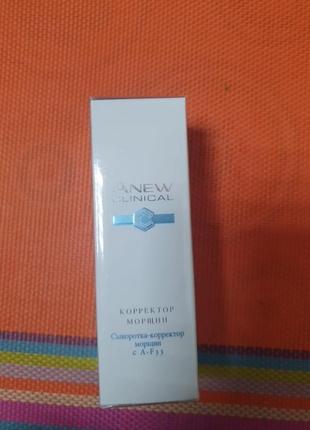 ANEW
CLINICAL
КОРРЕКТОР
МОРЩИН
Сыворотка-корректор
морщин
с A-F33